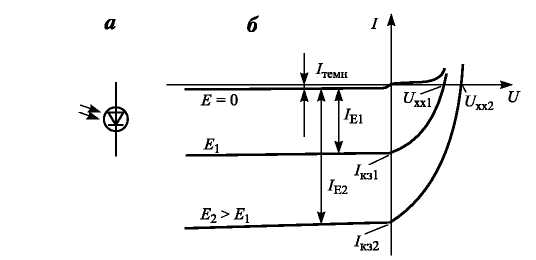 а
б
I
Iтемн
E = 0
Uхх1
Uхх2
U
IE1
E1
Iкз1
IE2
E2 > E1
Iкз2